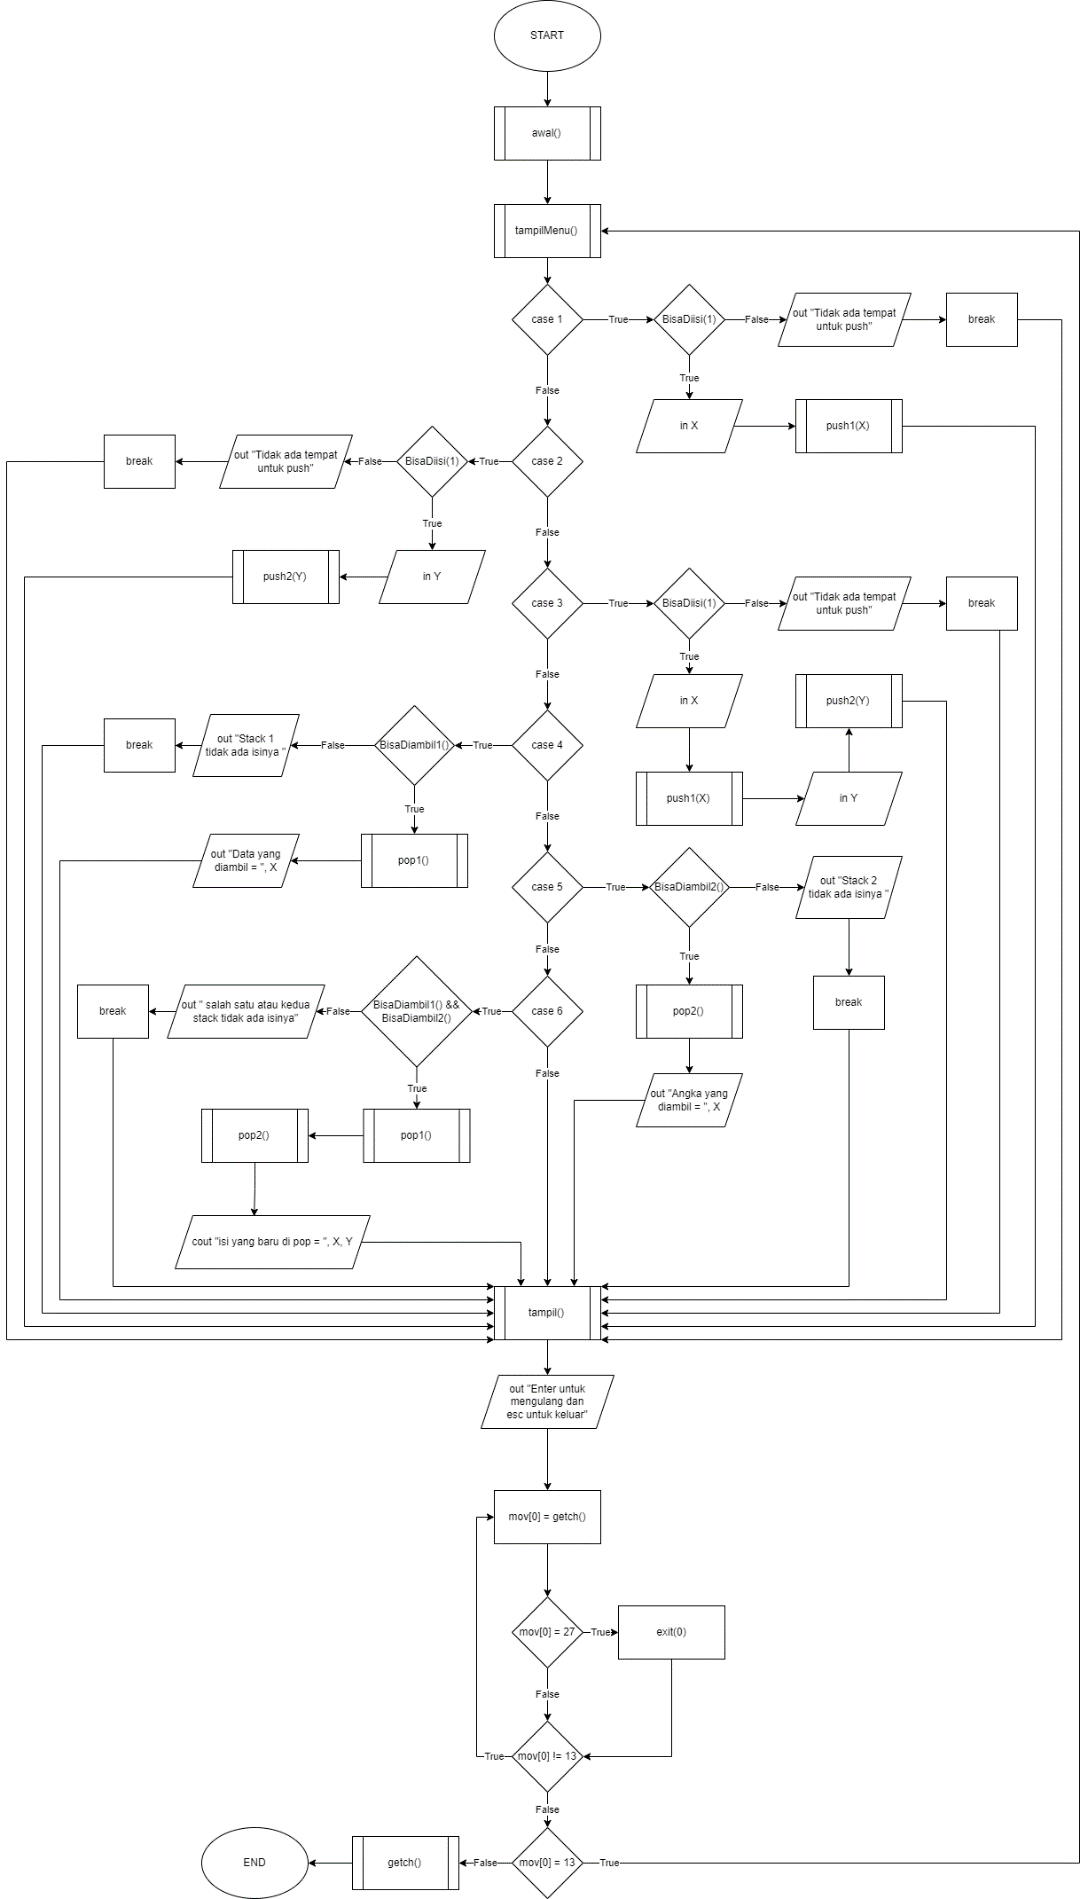 START
awal()
tampilMenu()
case 1
True
BisaDiisi(1)
False
out "Tidak ada tempat
untuk push"
break
True
False
in X
push1(X)
break
out "Tidak ada tempat
untuk push"
False
BisaDiisi(1)
True
case 2
True
False
push2(Y)
in Y
case 3
True
BisaDiisi(1)
False
out "Tidak ada tempat
untuk push"
break
True
False
in X
push2(Y)
break
out "Stack 1
tidak ada isinya "
False
BisaDiambil1()
True
case 4
push1(X)
in Y
True
False
out "Data yang
diambil = ", X
pop1()
case 5
True
BisaDiambil2()
False
out "Stack 2
tidak ada isinya "
False
True
break
out " salah satu atau kedua
stack tidak ada isinya"
False
BisaDiambil1() &&
BisaDiambil2()
True
case 6
pop2()
break
False
True
out "Angka yang
diambil = ", X
pop2()
pop1()
cout "isi yang baru di pop = ", X, Y
tampil()
out "Enter untuk
mengulang dan
esc untuk keluar"
mov[0] = getch()
mov[0] = 27
True
exit(0)
False
True
mov[0] != 13
False
END
getch()
False
mov[0] = 13
True